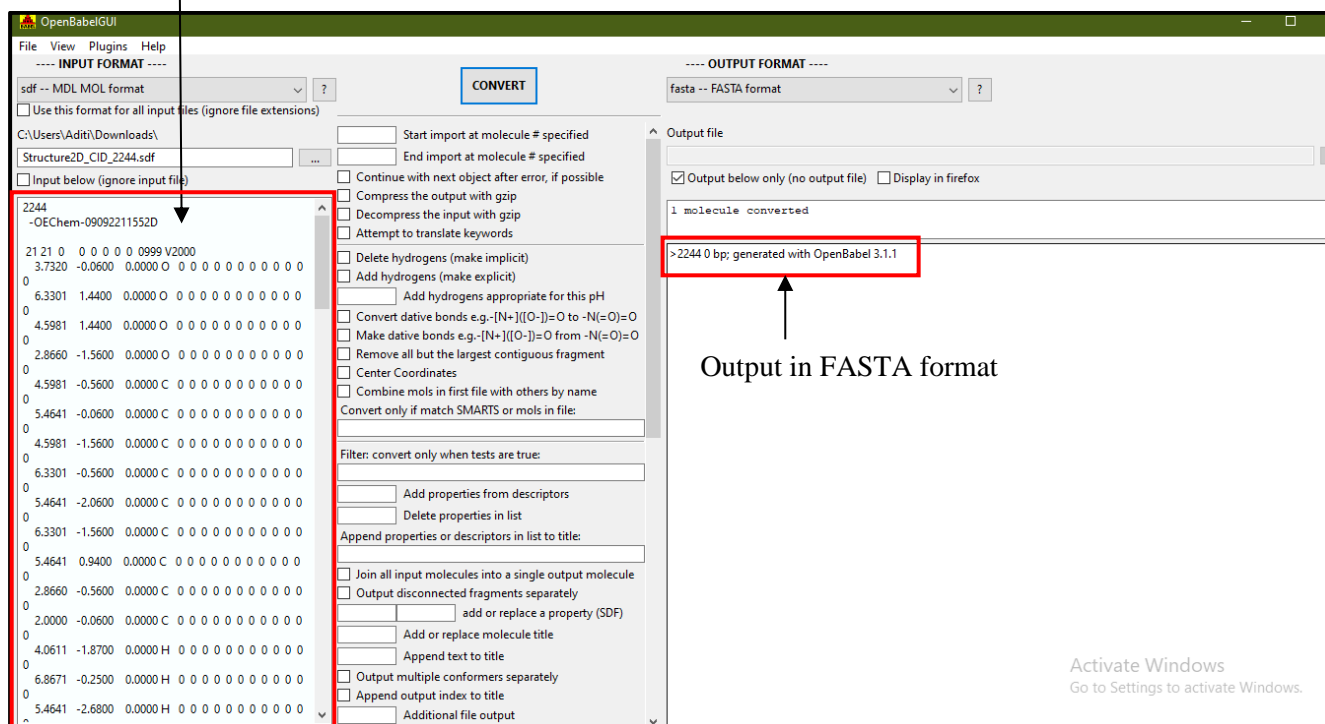 OpenBabelGUI
File View Plugins Help
---- INPUT FORMAT ----
sdf -- MDL MOL format
?
Use this format for all input files (ignore file extensions)
C:\Users\Aditi\Downloads\
Structure2D_CID_2244.sdf
...
Input below (ignore input file)
2244
-OEChem-09092211552D
21 21 0 0 0 0 0 0 0999 V2000
3.7320 -0.0600 0.0000 O 0 0 0 0 0 0 0 0 0 0 0
0
6.3301 1.4400 0.0000 O 0 0 0 0 0 0 0 0 0 0 0
0
4.5981 1.4400 0.0000 O 0 0 0 0 0 0 0 0 0 0 0
0
2.8660 -1.5600 0.0000 O 0 0 0 0 0 0 0 0 0 0 0
0
4.5981 -0.5600 0.0000 C 0 0 0 0 0 0 0 0 0 0 0
0
5.4641 -0.0600 0.0000 C 0 0 0 0 0 0 0 0 0 0 0
0
4.5981 -1.5600 0.0000 C 0 0 0 0 0 0 0 0 0 0 0
0
6.3301 -0.5600 0.0000 C 0 0 0 0 0 0 0 0 0 0 0
0
5.4641 -2.0600 0.0000 C 0 0 0 0 0 0 0 0 0 0 0
0
6.3301 -1.5600 0.0000 C 0 0 0 0 0 0 0 0 0 0 0
0
5.4641 0.9400 0.0000 C 0 0 0 0 0 0 0 0 0 0 0
0
2.8660 -0.5600 0.0000 C 0 0 0 0 0 0 0 0 0 0 0
0
2.0000 -0.0600 0.0000 C 0 0 0 0 0 0 0 0 0 0 0
0
4.0611 -1.8700 0.0000 H 0 0 0 0 0 0 0 0 0 0 0
0
6.8671 -0.2500 0.0000 H 0 0 0 0 0 0 0 0 0 0 0
0
5.4641 -2.6800 0.0000 H 0 0 0 0 0 0 0 0 0 0 0
CONVERT
Start import at molecule # specified
End import at molecule # specified
Continue with next object after error, if possible
Compress the output with gzip
Decompress the input with gzip
Attempt to translate keywords
Delete hydrogens (make implicit)
Add hydrogens (make explicit)
Add hydrogens appropriate for this pH
Convert dative bonds e.g.-[N+]([O-])=O to -N(=O)=O
Make dative bonds e.g.-[N+]([O-])=O from -N(=O)=O
Remove all but the largest contiguous fragment
Center Coordinates
Combine mols in first file with others by name
Convert only if match SMARTS or mols in file:
Filter: convert only when tests are true:
Add properties from descriptors
Delete properties in list
Append properties or descriptors in list to title:
Join all input molecules into a single output molecule
Output disconnected fragments separately
add or replace a property (SDF)
Add or replace molecule title
Append text to title
Output multiple conformers separately
Append output index to title
Additional file output
---- OUTPUT FORMAT ----
fasta -- FASTA format
?
Output file
Output below only (no output file) Display in firefox
1 molecule converted
>2244 0 bp; generated with OpenBabel 3.1.1
Output in FASTA format
Activate Windows
Go to Settings to activate Windows.